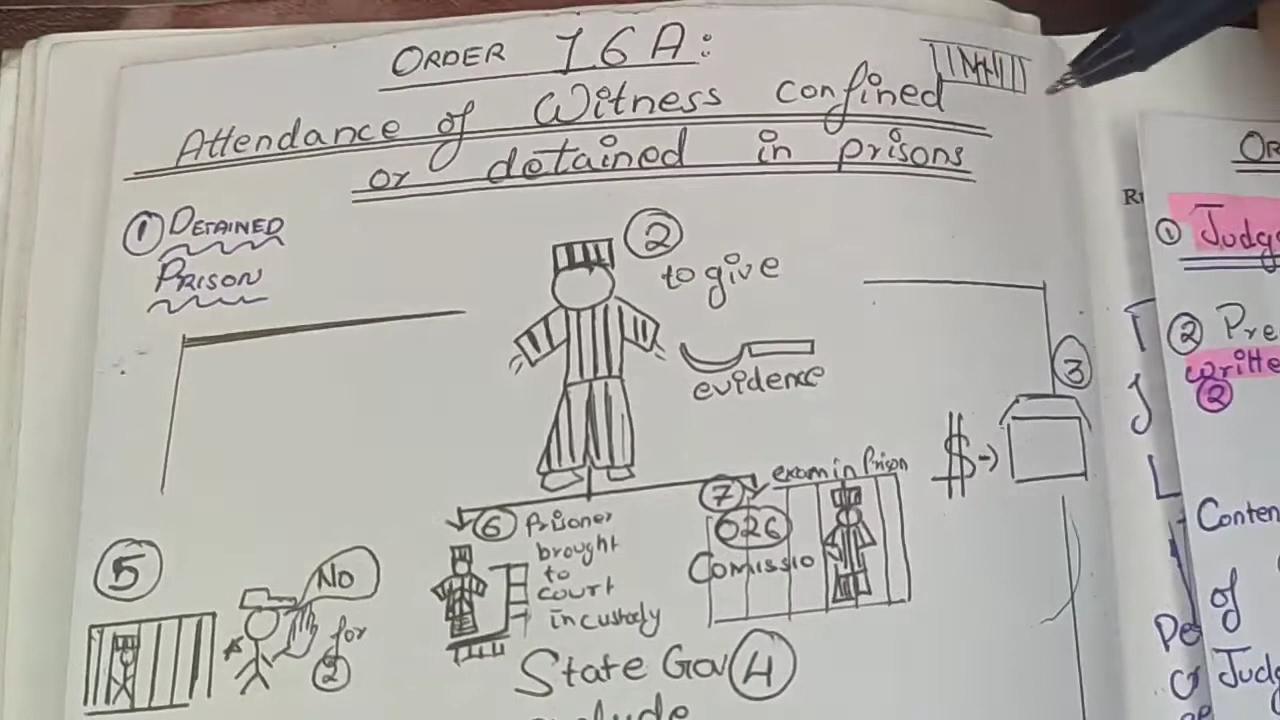 ORDER 16A:
Attendance of Witness confined
or detained in prisons
① DETAINED
PRISON
②
to give
evidence
③
$→
⑤
No
for
②
⑥ Prisoner
brought
to
court
in custody
⑦
exam in Prison
O26
Comissio
State Gov
④
Or
① Judg
② Pre
writte
②
Conten
of
Judg